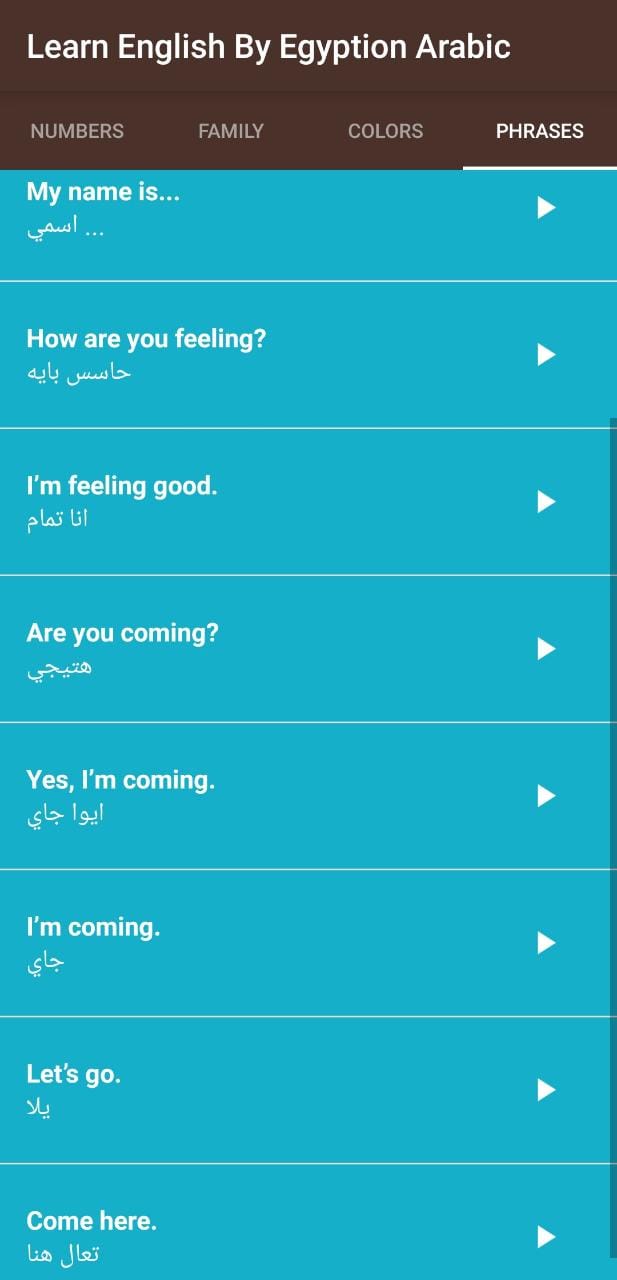 Learn English By Egyption Arabic
NUMBERS FAMILY COLORS PHRASES
My name is...
اسمي ...
How are you feeling?
حاسس بايه
I’m feeling good.
انا تمام
Are you coming?
هتيجي
Yes, I’m coming.
ايوا جاي
I’m coming.
جاي
Let’s go.
يلا
Come here.
تعال هنا